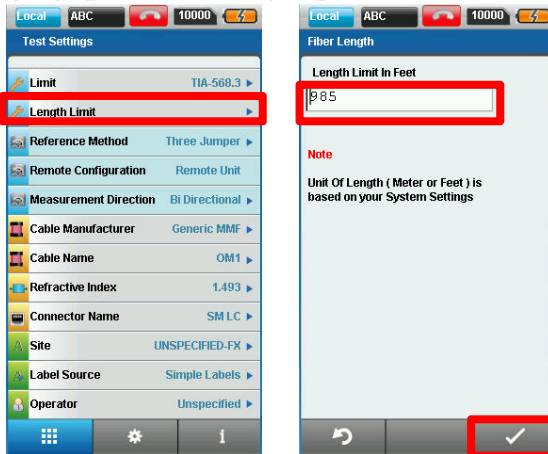 Local ABC 10000
Test Settings
Limit TIA-568.3
Length Limit
Reference Method Three Jumper
Remote Configuration Remote Unit
Measurement Direction Bi Directional
Cable Manufacturer Generic MMF
Cable Name OM1
Refractive Index 1.493
Connector Name SM LC
Site UNSPECIFIED-FX
Label Source Simple Labels
Operator Unspecified
i
Local ABC 10000
Fiber Length
Length Limit In Feet
985
Note
Unit Of Length ( Meter or Feet ) is
based on your System Settings